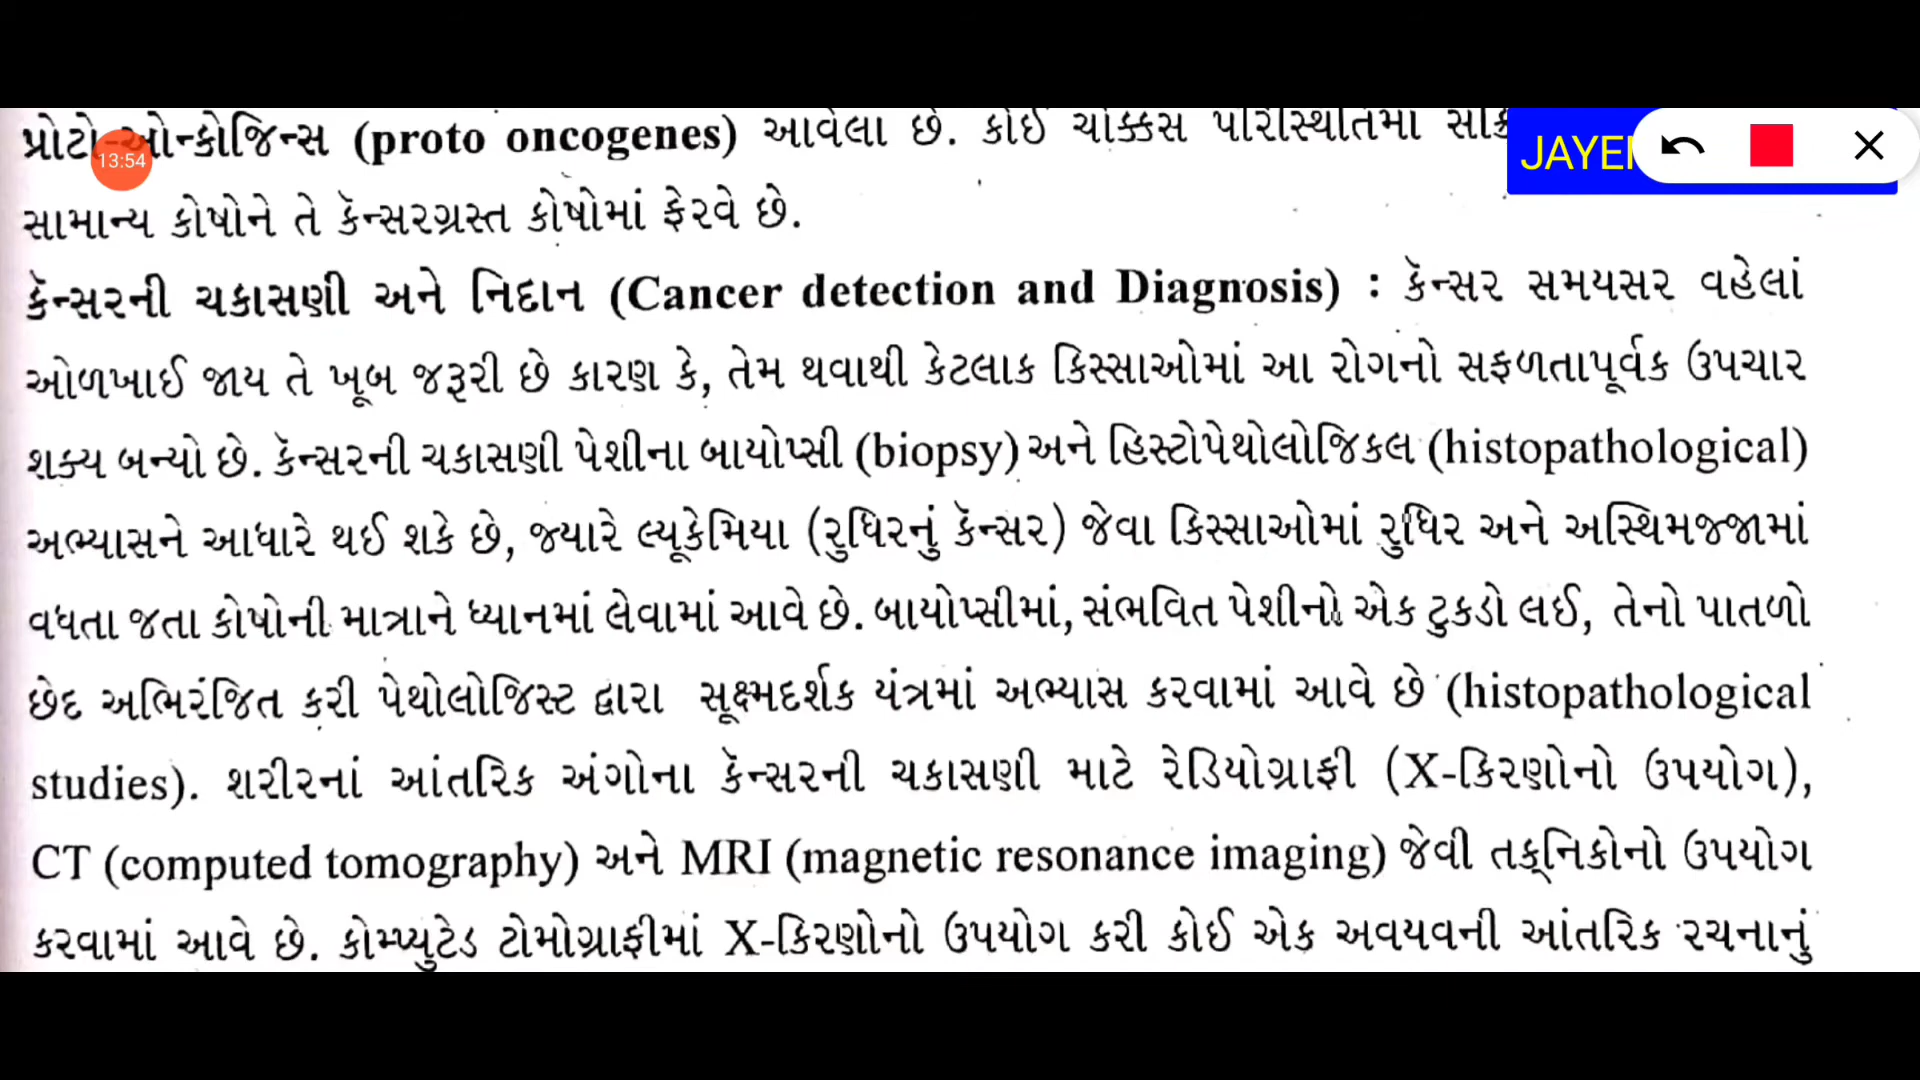 પ્રોટો-ઓન્કોજિન્સ (proto oncogenes) આવેલા છે. કોઈ ચોક્કસ પરિસ્થિતિમાં
JAYE
13:54
સામાન્ય કોષોને તે કૅન્સરગ્રસ્ત કોષોમાં ફેરવે છે.
કૅન્સરની ચકાસણી અને નિદાન (Cancer detection and Diagnosis) : કૅન્સર સમયસર વહેલાં
ઓળખાઈ જાય તે ખૂબ જરૂરી છે કારણ કે, તેમ થવાથી કેટલાક કિસ્સાઓમાં આ રોગનો સફળતાપૂર્વક ઉપચાર
શક્ય બન્યો છે. કૅન્સરની ચકાસણી પેશીના બાયોપ્સી (biopsy) અને હિસ્ટોપેથોલોજિકલ (histopathological)
અભ્યાસને આધારે થઈ શકે છે, જ્યારે લ્યૂકેમિયા (રુધિરનું કૅન્સર) જેવા કિસ્સાઓમાં રુધિર અને અસ્થિમજ્જામાં
વધતા જતા કોષોની માત્રાને ધ્યાનમાં લેવામાં આવે છે. બાયોપ્સીમાં, સંભવિત પેશીનો એક ટુકડો લઈ, તેનો પાતળો
છેદ અભિરંજિત કરી પેથોલોજિસ્ટ દ્વારા સૂક્ષ્મદર્શક યંત્રમાં અભ્યાસ કરવામાં આવે છે (histopathological
studies). શરીરનાં આંતરિક અંગોના કૅન્સરની ચકાસણી માટે રેડિયોગ્રાફી (X-કિરણોનો ઉપયોગ),
CT (computed tomography) અને MRI (magnetic resonance imaging) જેવી તક્નિકોનો ઉપયોગ
કરવામાં આવે છે. કોમ્પ્યુટેડ ટોમોગ્રાફીમાં X-કિરણોનો ઉપયોગ કરી કોઈ એક અવયવની આંતરિક રચનાનું